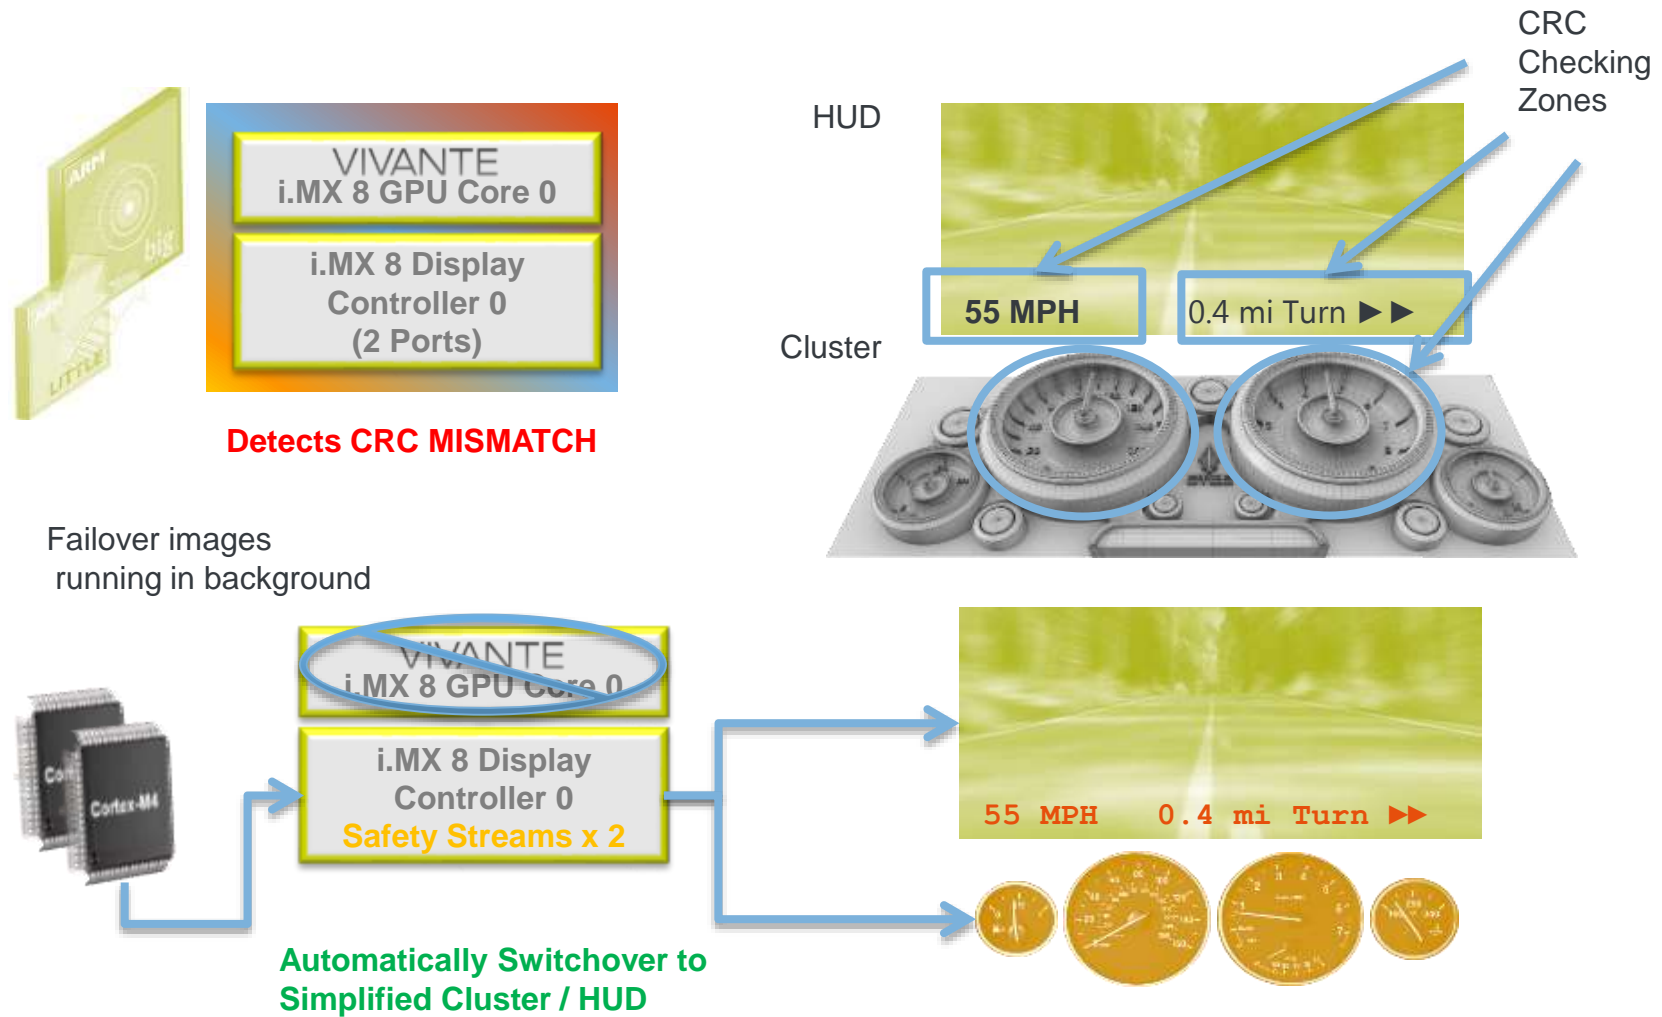 CRC
Checking
Zones
HUD
ARM
big
LITTLE
VIVANTE
i.MX 8 GPU Core 0
i.MX 8 Display
Controller 0
(2 Ports)
55 MPH
0.4 mi Turn ►►
Cluster
Detects CRC MISMATCH
Failover images
running in background
VIVANTE
i.MX 8 GPU Core 0
i.MX 8 Display
Controller 0
Safety Streams x 2
Cortex-M4
55 MPH 0.4 mi Turn ►►
Automatically Switchover to
Simplified Cluster / HUD